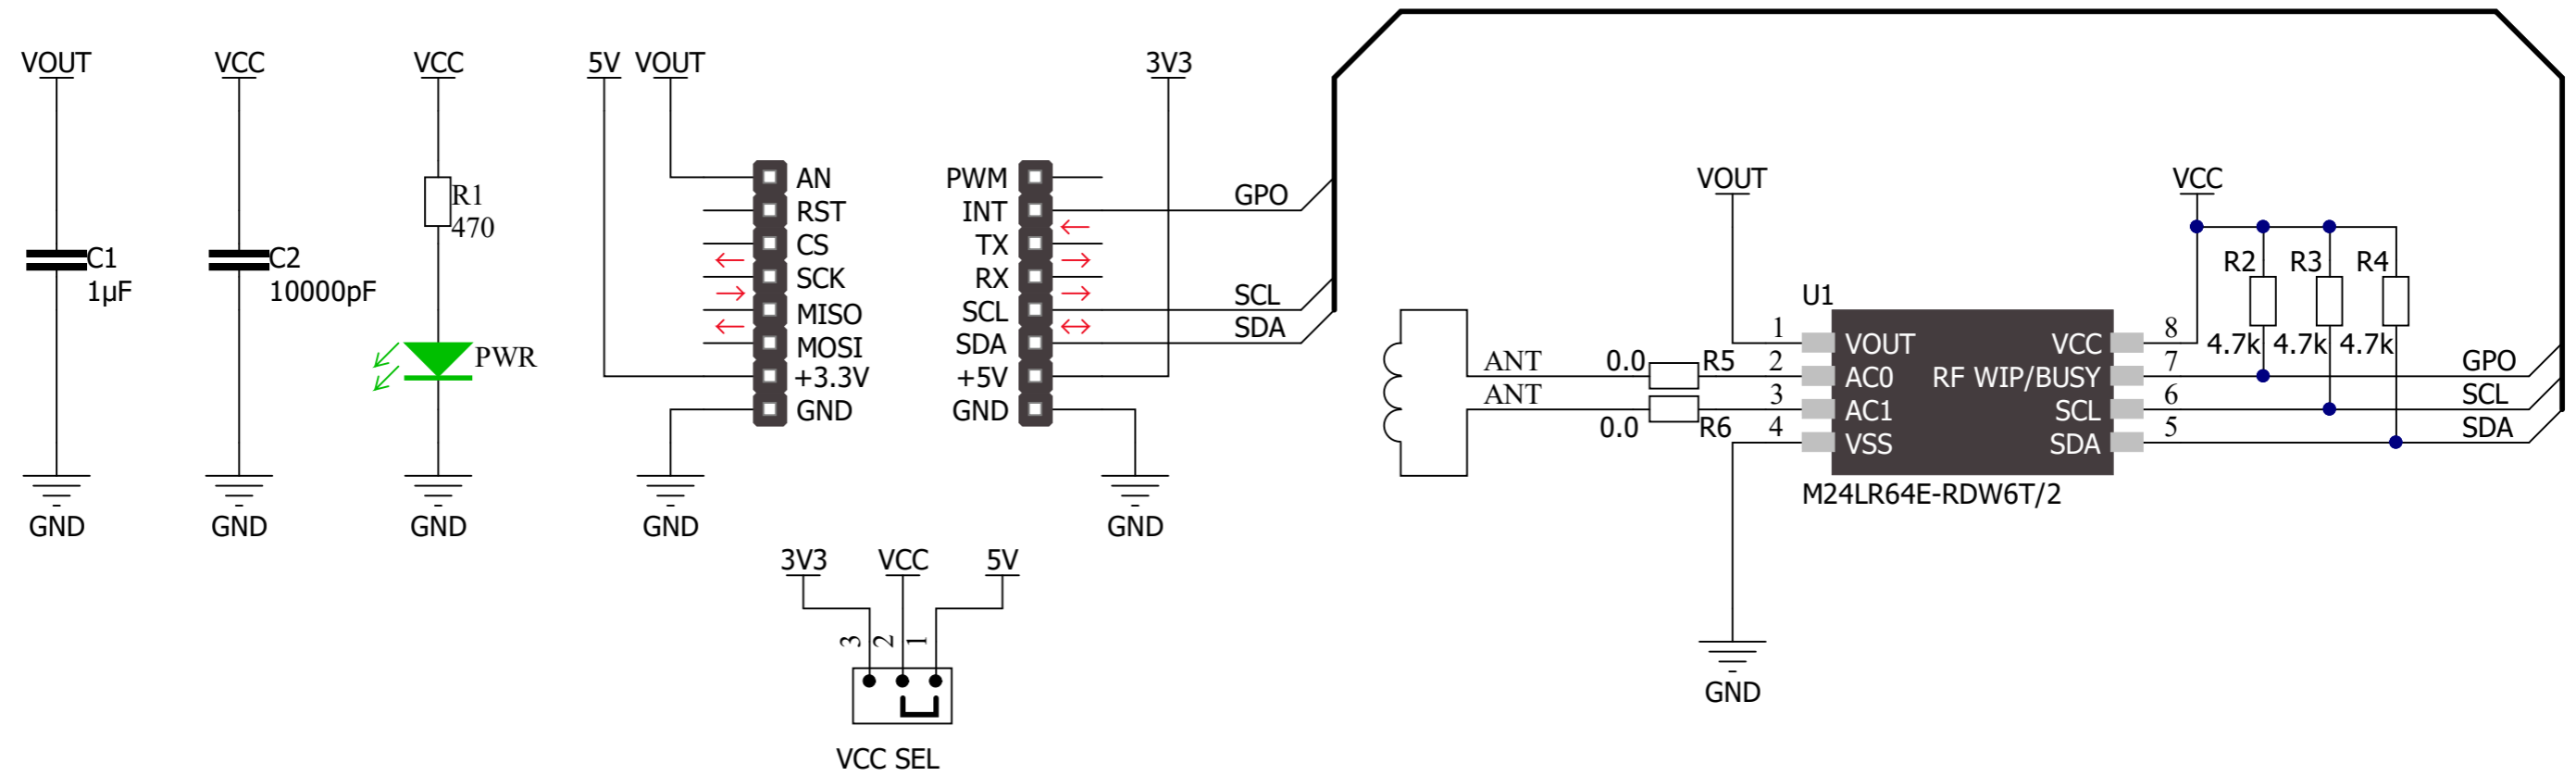 VOUT
C1
1µF
GND
VCC
C2
10000pF
GND
VCC
R1
470
PWR
GND
5V VOUT
AN
RST
CS
SCK
MISO
MOSI
+3.3V
GND
GND
3V3
PWM
INT
TX
RX
SCL
SDA
+5V
GND
GND
GPO
SCL
SDA
3V3 VCC 5V
3 2 1
VCC SEL
ANT
ANT
0.0 R5
0.0 R6
VOUT
GND
U1
1 VOUT
2 AC0
3 AC1
4 VSS
VCC 8
RF WIP/BUSY 7
SCL 6
SDA 5
M24LR64E-RDW6T/2
VCC
R2 R3 R4
4.7k 4.7k 4.7k
GPO
SCL
SDA